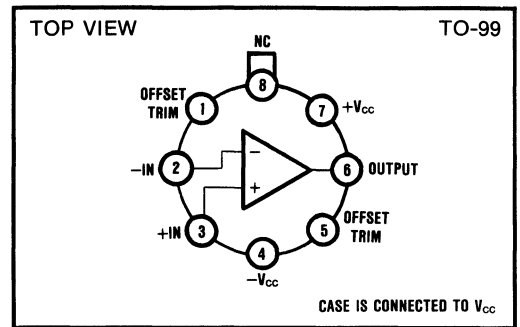 TOP VIEW
TO-99
NC
8
OFFSET
TRIM
1
7
+Vcc
2
-IN
−
6
OUTPUT
+
+IN
3
5
OFFSET
TRIM
4
-Vcc
CASE IS CONNECTED TO Vcc